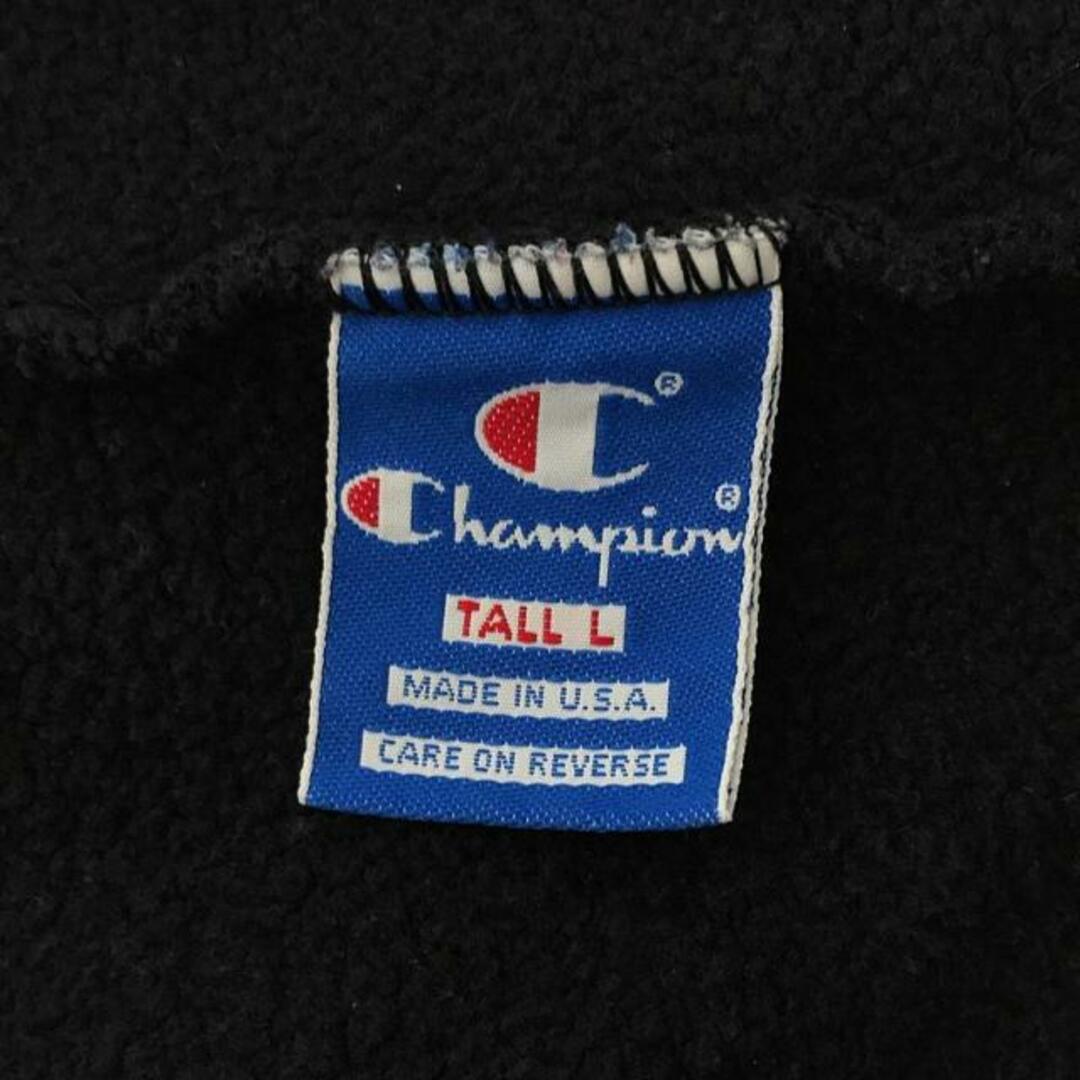 C®
Champion®
TALL L
MADE IN U.S.A.
CARE ON REVERSE